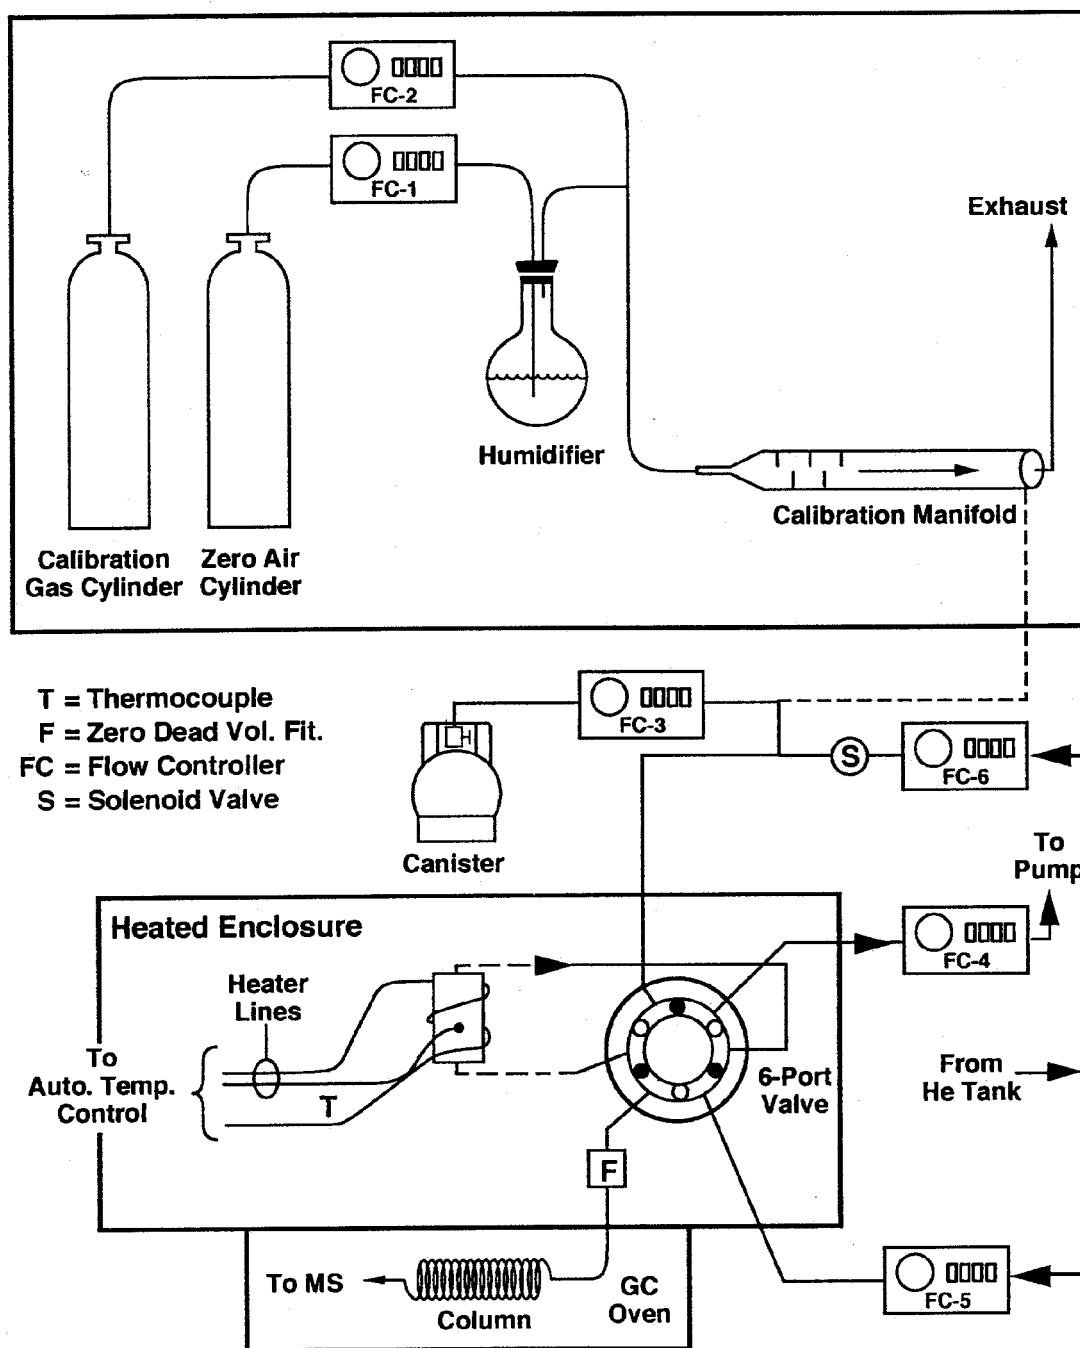 FC-2
FC-1
Exhaust
Humidifier
Calibration Manifold
Calibration
Gas Cylinder
Zero Air
Cylinder
T = Thermocouple
F = Zero Dead Vol. Fit.
FC = Flow Controller
S = Solenoid Valve
FC-3
S
FC-6
Canister
To
Pump
Heated Enclosure
FC-4
Heater
Lines
To
Auto. Temp.
Control
T
6-Port
Valve
From
He Tank
F
To MS
Column
GC
Oven
FC-5